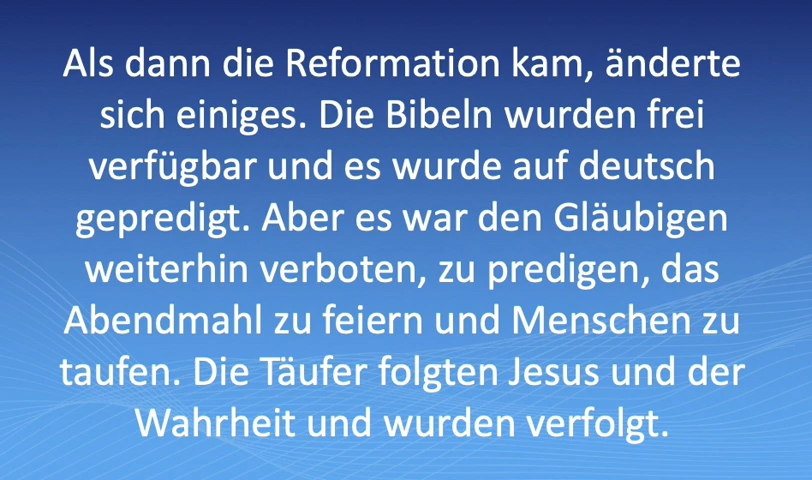 Als dann die Reformation kam, änderte
sich einiges. Die Bibeln wurden frei
verfügbar und es wurde auf deutsch
gepredigt. Aber es war den Gläubigen
weiterhin verboten, zu predigen, das
Abendmahl zu feiern und Menschen zu
taufen. Die Täufer folgten Jesus und der
Wahrheit und wurden verfolgt.